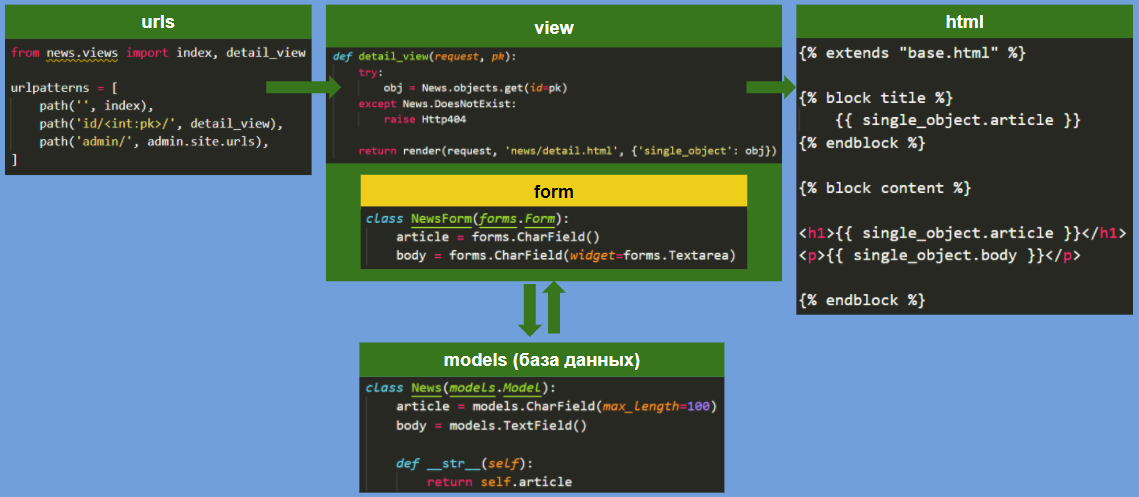 urls
from news.views import index, detail_view
urlpatterns = [
    path('', index),
    path('id/<int:pk>/', detail_view),
    path('admin/', admin.site.urls),
]
view
def detail_view(request, pk):
    try:
        obj = News.objects.get(id=pk)
    except News.DoesNotExist:
        raise Http404
    return render(request, 'news/detail.html', {'single_object': obj})
form
class NewsForm(forms.Form):
    article = forms.CharField()
    body = forms.CharField(widget=forms.Textarea)
html
{% extends "base.html" %}
{% block title %}
    {{ single_object.article }}
{% endblock %}
{% block content %}
<h1>{{ single_object.article }}</h1>
<p>{{ single_object.body }}</p>
{% endblock %}
models (база данных)
class News(models.Model):
    article = models.CharField(max_length=100)
    body = models.TextField()
    def __str__(self):
        return self.article